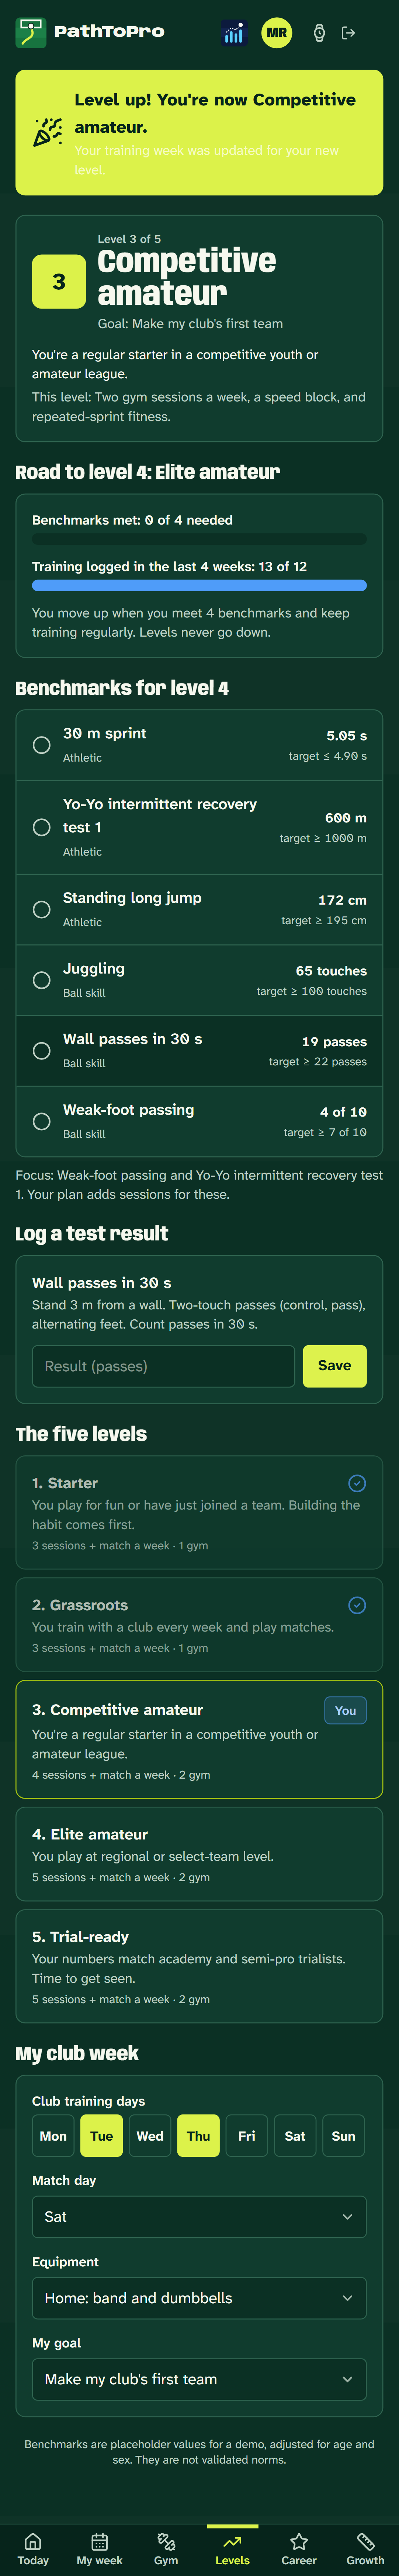 PathToPro
MR
Level up! You're now Competitive
amateur.
Your training week was updated for your new
level.
Level 3 of 5
3
Competitive
amateur
Goal: Make my club's first team
You're a regular starter in a competitive youth or
amateur league.
This level: Two gym sessions a week, a speed block, and
repeated-sprint fitness.
Road to level 4: Elite amateur
Benchmarks met: 0 of 4 needed
Training logged in the last 4 weeks: 13 of 12
You move up when you meet 4 benchmarks and keep
training regularly. Levels never go down.
Benchmarks for level 4
30 m sprint
Athletic
5.05 s
target ≤ 4.90 s
Yo-Yo intermittent recovery
test 1
Athletic
600 m
target ≥ 1000 m
Standing long jump
Athletic
172 cm
target ≥ 195 cm
Juggling
Ball skill
65 touches
target ≥ 100 touches
Wall passes in 30 s
Ball skill
19 passes
target ≥ 22 passes
Weak-foot passing
Ball skill
4 of 10
target ≥ 7 of 10
Focus: Weak-foot passing and Yo-Yo intermittent recovery test
1. Your plan adds sessions for these.
Log a test result
Wall passes in 30 s
Stand 3 m from a wall. Two-touch passes (control, pass),
alternating feet. Count passes in 30 s.
Result (passes)
Save
The five levels
1. Starter
You play for fun or have just joined a team. Building the
habit comes first.
3 sessions + match a week · 1 gym
2. Grassroots
You train with a club every week and play matches.
3 sessions + match a week · 1 gym
3. Competitive amateur
You
You're a regular starter in a competitive youth or
amateur league.
4 sessions + match a week · 2 gym
4. Elite amateur
You play at regional or select-team level.
5 sessions + match a week · 2 gym
5. Trial-ready
Your numbers match academy and semi-pro trialists.
Time to get seen.
5 sessions + match a week · 2 gym
My club week
Club training days
Mon Tue Wed Thu Fri Sat Sun
Match day
Sat
Equipment
Home: band and dumbbells
My goal
Make my club's first team
Benchmarks are placeholder values for a demo, adjusted for age and
sex. They are not validated norms.
Today My week Gym Levels Career Growth